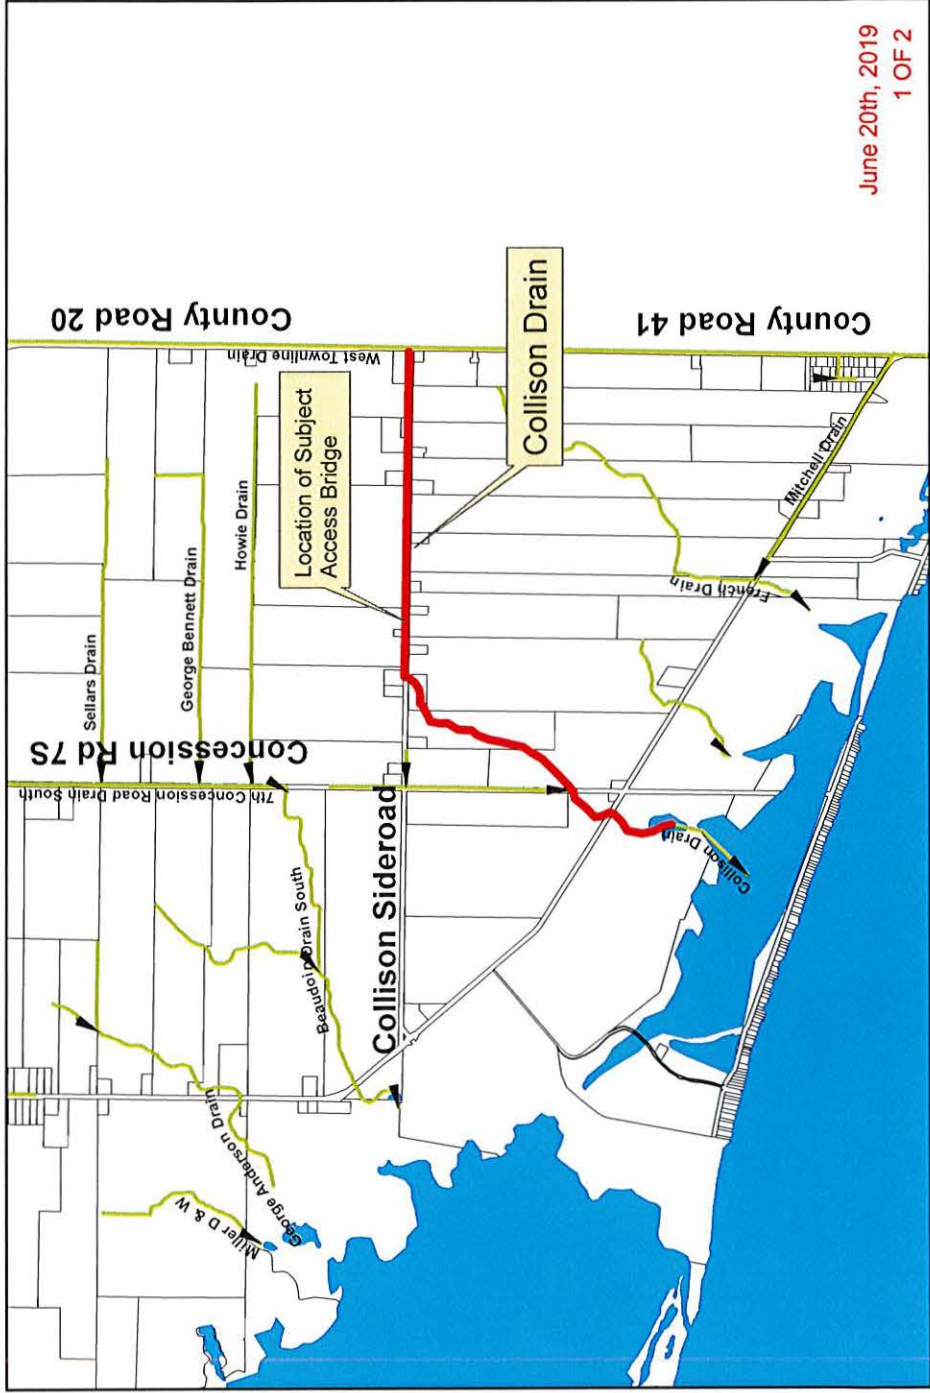 County Road 20
County Road 41
West Townline Drain
Collison Drain
Location of Subject
Access Bridge
Howie Drain
George Bennett Drain
Sellars Drain
Mitchell Drain
French Drain
Concession Rd 7S
7th Concession Road Drain South
Collison Sideroad
Collison Drain
Beaudoin Drain South
George Anderson Drain
Miller D & W
June 20th, 2019
1 OF 2